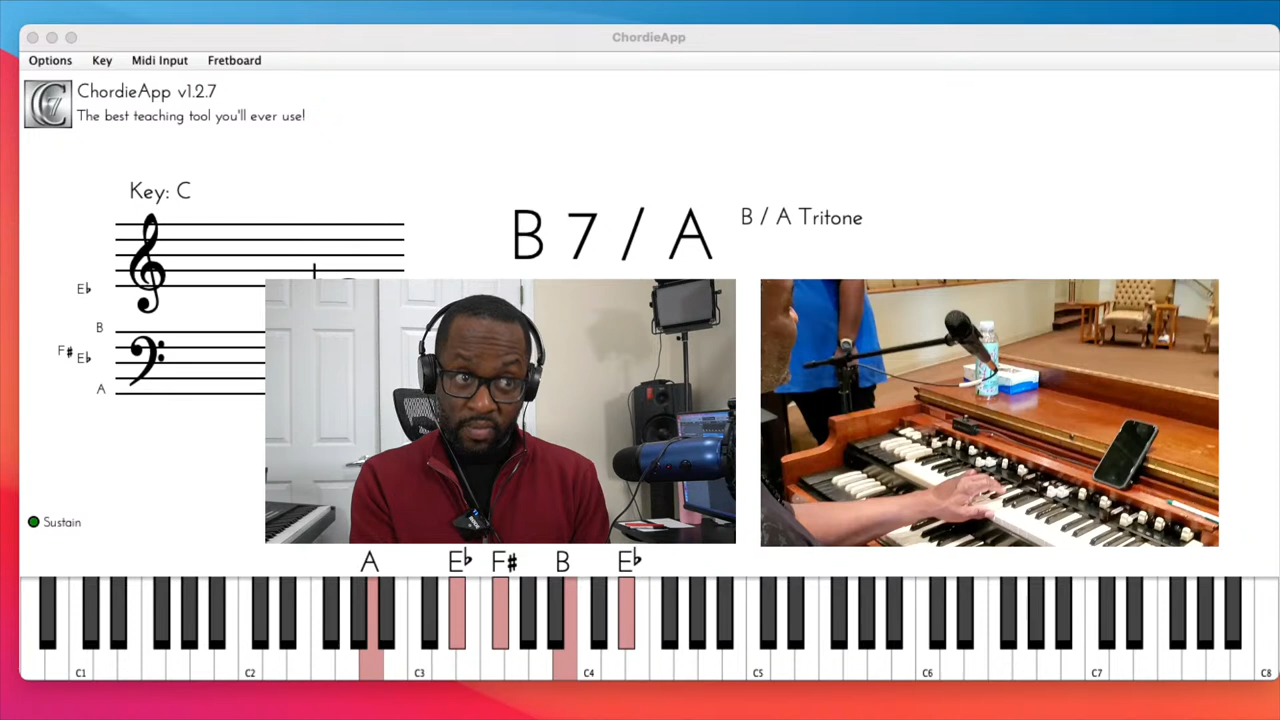 ChordieApp
Options Key Midi Input Fretboard
ChordieApp v1.2.7
The best teaching tool you'll ever use!
Key: C
B 7 / A
B / A Tritone
E♭
B
F# E♭
A
Sustain
A E♭ F# B E♭
C1 C2 C3 C4 C5 C6 C7 C8